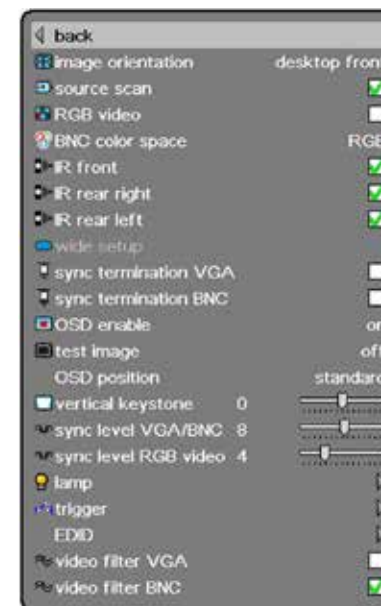 back
image orientation desktop front
source scan
RGB video
BNC color space RGB
IR front
IR rear right
IR rear left
wide setup
sync termination VGA
sync termination BNC
OSD enable on
test image off
OSD position standard
vertical keystone 0
sync level VGA/BNC 8
sync level RGB video 4
lamp
trigger
EDID
video filter VGA
video filter BNC